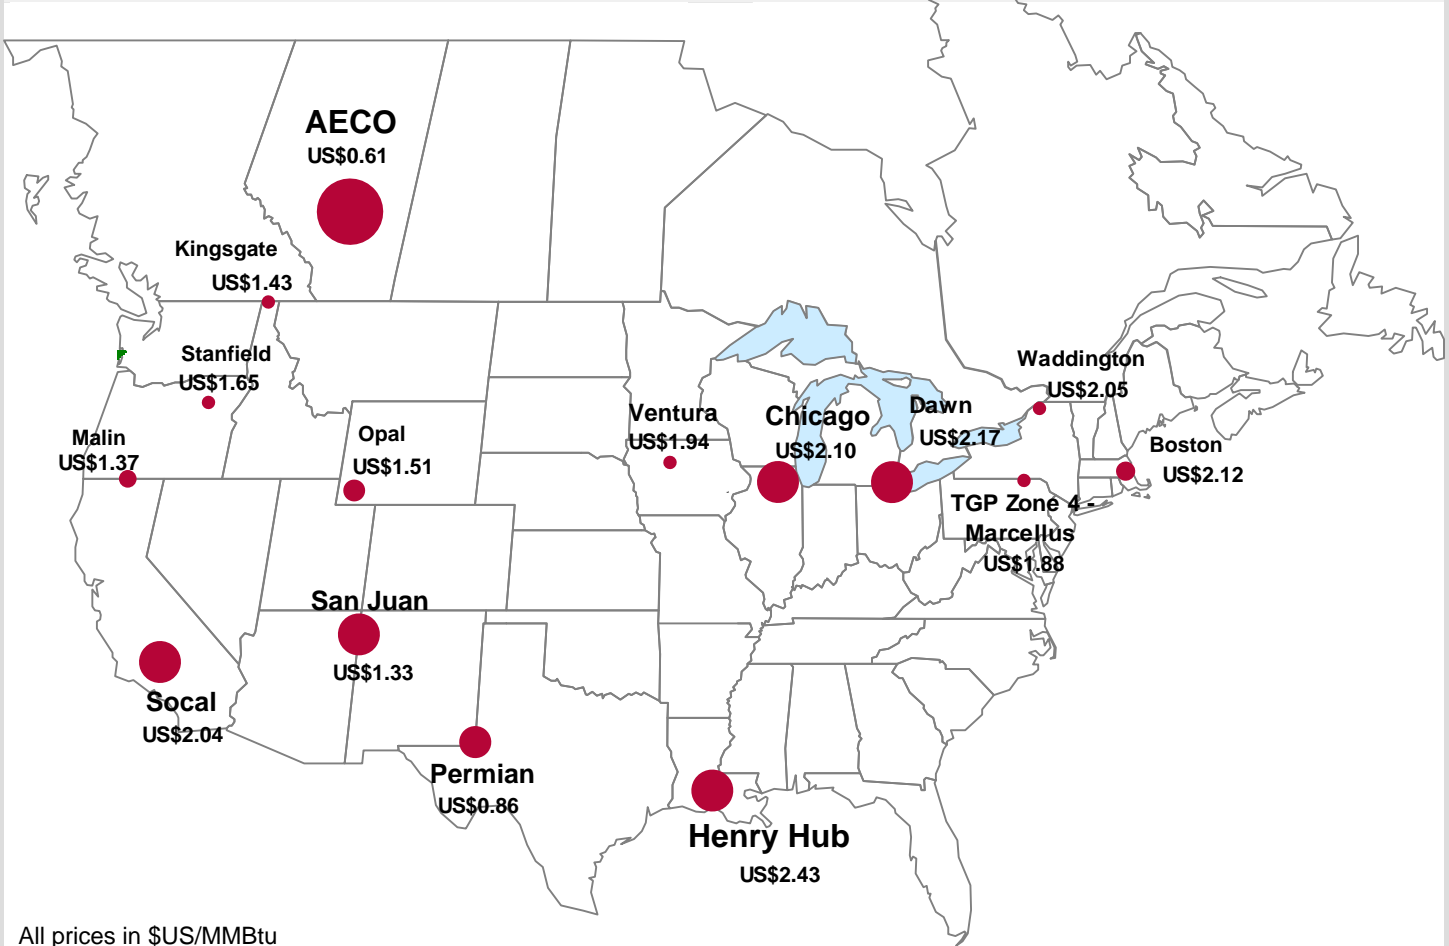 AECO
US$0.61
Kingsgate
US$1.43
Stanfield
US$1.65
Malin
US$1.37
Opal
US$1.51
Ventura
US$1.94
Chicago
US$2.10
Dawn
US$2.17
Waddington
US$2.05
Boston
US$2.12
TGP Zone 4 -
Marcellus
US$1.88
San Juan
US$1.33
Socal
US$2.04
Permian
US$0.86
Henry Hub
US$2.43
All prices in $US/MMBtu